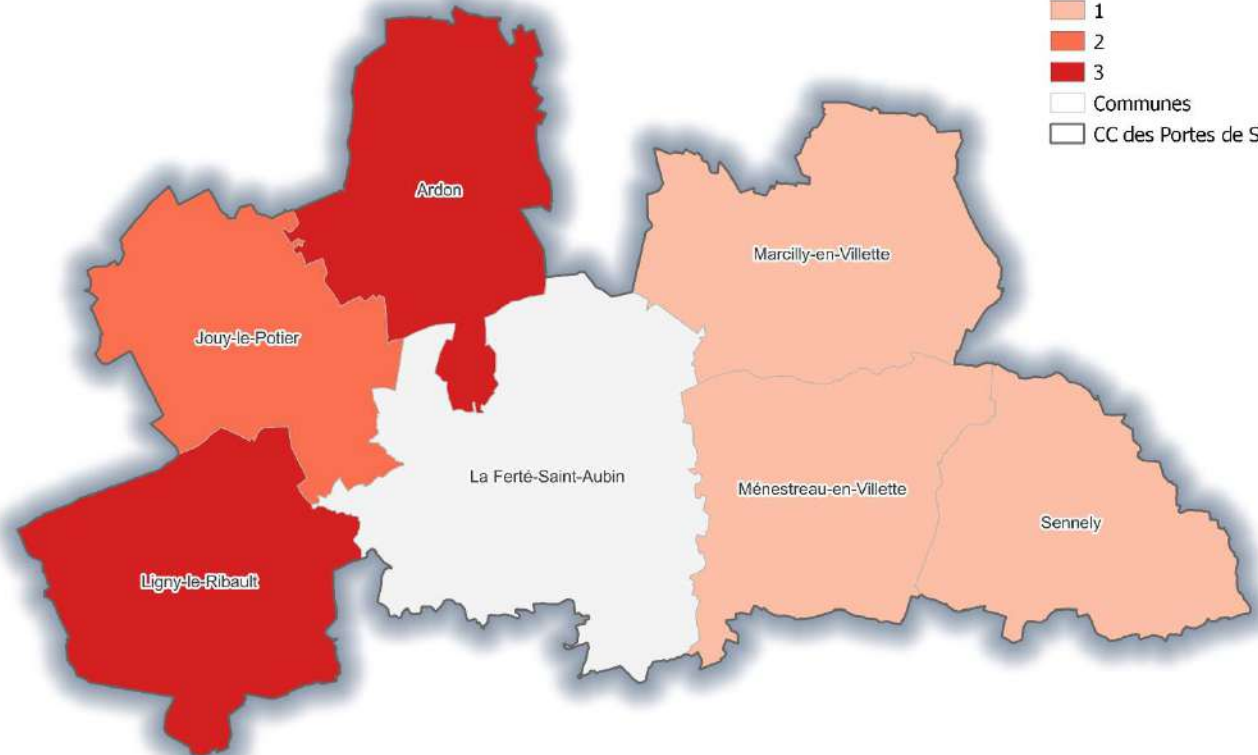 1
2
3
Communes
CC des Portes de S
Ardon
Marcilly-en-Villette
Jouy-le-Potier
La Ferté-Saint-Aubin
Ménestreau-en-Villette
Sennely
Ligny-le-Ribault